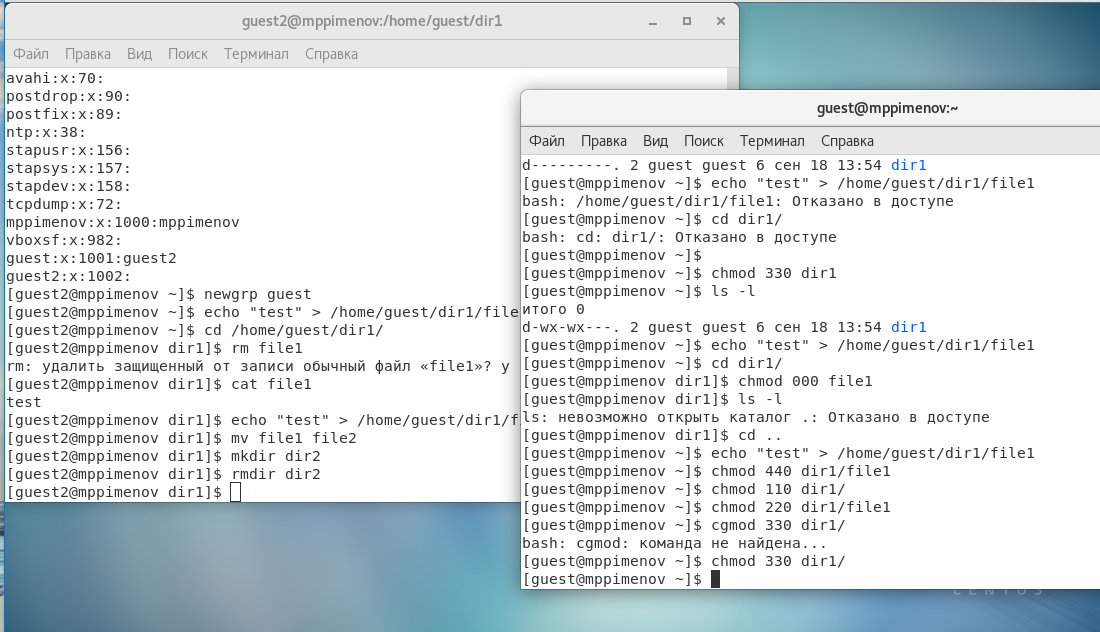 guest2@mppimenov:/home/guest/dir1
Файл Правка Вид Поиск Терминал Справка
avahi:x:70:
postdrop:x:90:
postfix:x:89:
ntp:x:38:
stapusr:x:156:
stapsys:x:157:
stapdev:x:158:
tcpdump:x:72:
mppimenov:x:1000:mppimenov
vboxsf:x:982:
guest:x:1001:guest2
guest2:x:1002:
[guest2@mppimenov ~]$ newgrp guest
[guest2@mppimenov ~]$ echo "test" > /home/guest/dir1/file
[guest2@mppimenov ~]$ cd /home/guest/dir1/
[guest2@mppimenov dir1]$ rm file1
rm: удалить защищенный от записи обычный файл «file1»? y
[guest2@mppimenov dir1]$ cat file1
test
[guest2@mppimenov dir1]$ echo "test" > /home/guest/dir1/f
[guest2@mppimenov dir1]$ mv file1 file2
[guest2@mppimenov dir1]$ mkdir dir2
[guest2@mppimenov dir1]$ rmdir dir2
[guest2@mppimenov dir1]$
guest@mppimenov:~
Файл Правка Вид Поиск Терминал Справка
d---------. 2 guest guest 6 сен 18 13:54 dir1
[guest@mppimenov ~]$ echo "test" > /home/guest/dir1/file1
bash: /home/guest/dir1/file1: Отказано в доступе
[guest@mppimenov ~]$ cd dir1/
bash: cd: dir1/: Отказано в доступе
[guest@mppimenov ~]$
[guest@mppimenov ~]$ chmod 330 dir1
[guest@mppimenov ~]$ ls -l
итого 0
d-wx-wx---. 2 guest guest 6 сен 18 13:54 dir1
[guest@mppimenov ~]$ echo "test" > /home/guest/dir1/file1
[guest@mppimenov ~]$ cd dir1/
[guest@mppimenov dir1]$ chmod 000 file1
[guest@mppimenov dir1]$ ls -l
ls: невозможно открыть каталог .: Отказано в доступе
[guest@mppimenov dir1]$ cd ..
[guest@mppimenov ~]$ echo "test" > /home/guest/dir1/file1
[guest@mppimenov ~]$ chmod 440 dir1/file1
[guest@mppimenov ~]$ chmod 110 dir1/
[guest@mppimenov ~]$ chmod 220 dir1/file1
[guest@mppimenov ~]$ cgmod 330 dir1/
bash: cgmod: команда не найдена...
[guest@mppimenov ~]$ chmod 330 dir1/
[guest@mppimenov ~]$
CENTOS